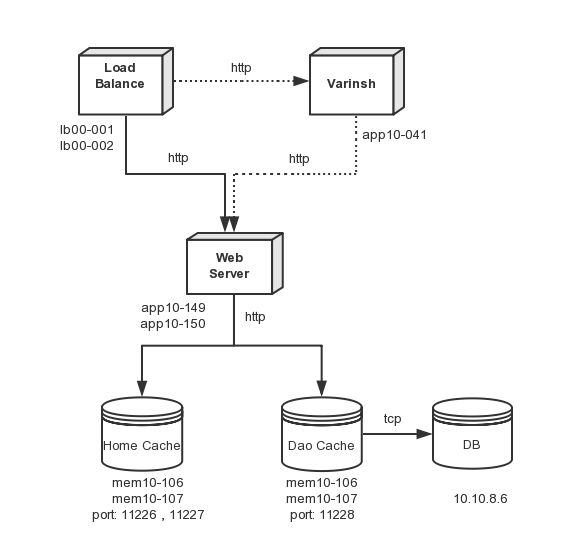 Load
Balance
http
Varinsh
lb00-001
lb00-002
app10-041
http
http
Web
Server
app10-149
app10-150
http
Home Cache
Dao Cache
tcp
DB
mem10-106
mem10-107
port: 11226 , 11227
mem10-106
mem10-107
port: 11228
10.10.8.6